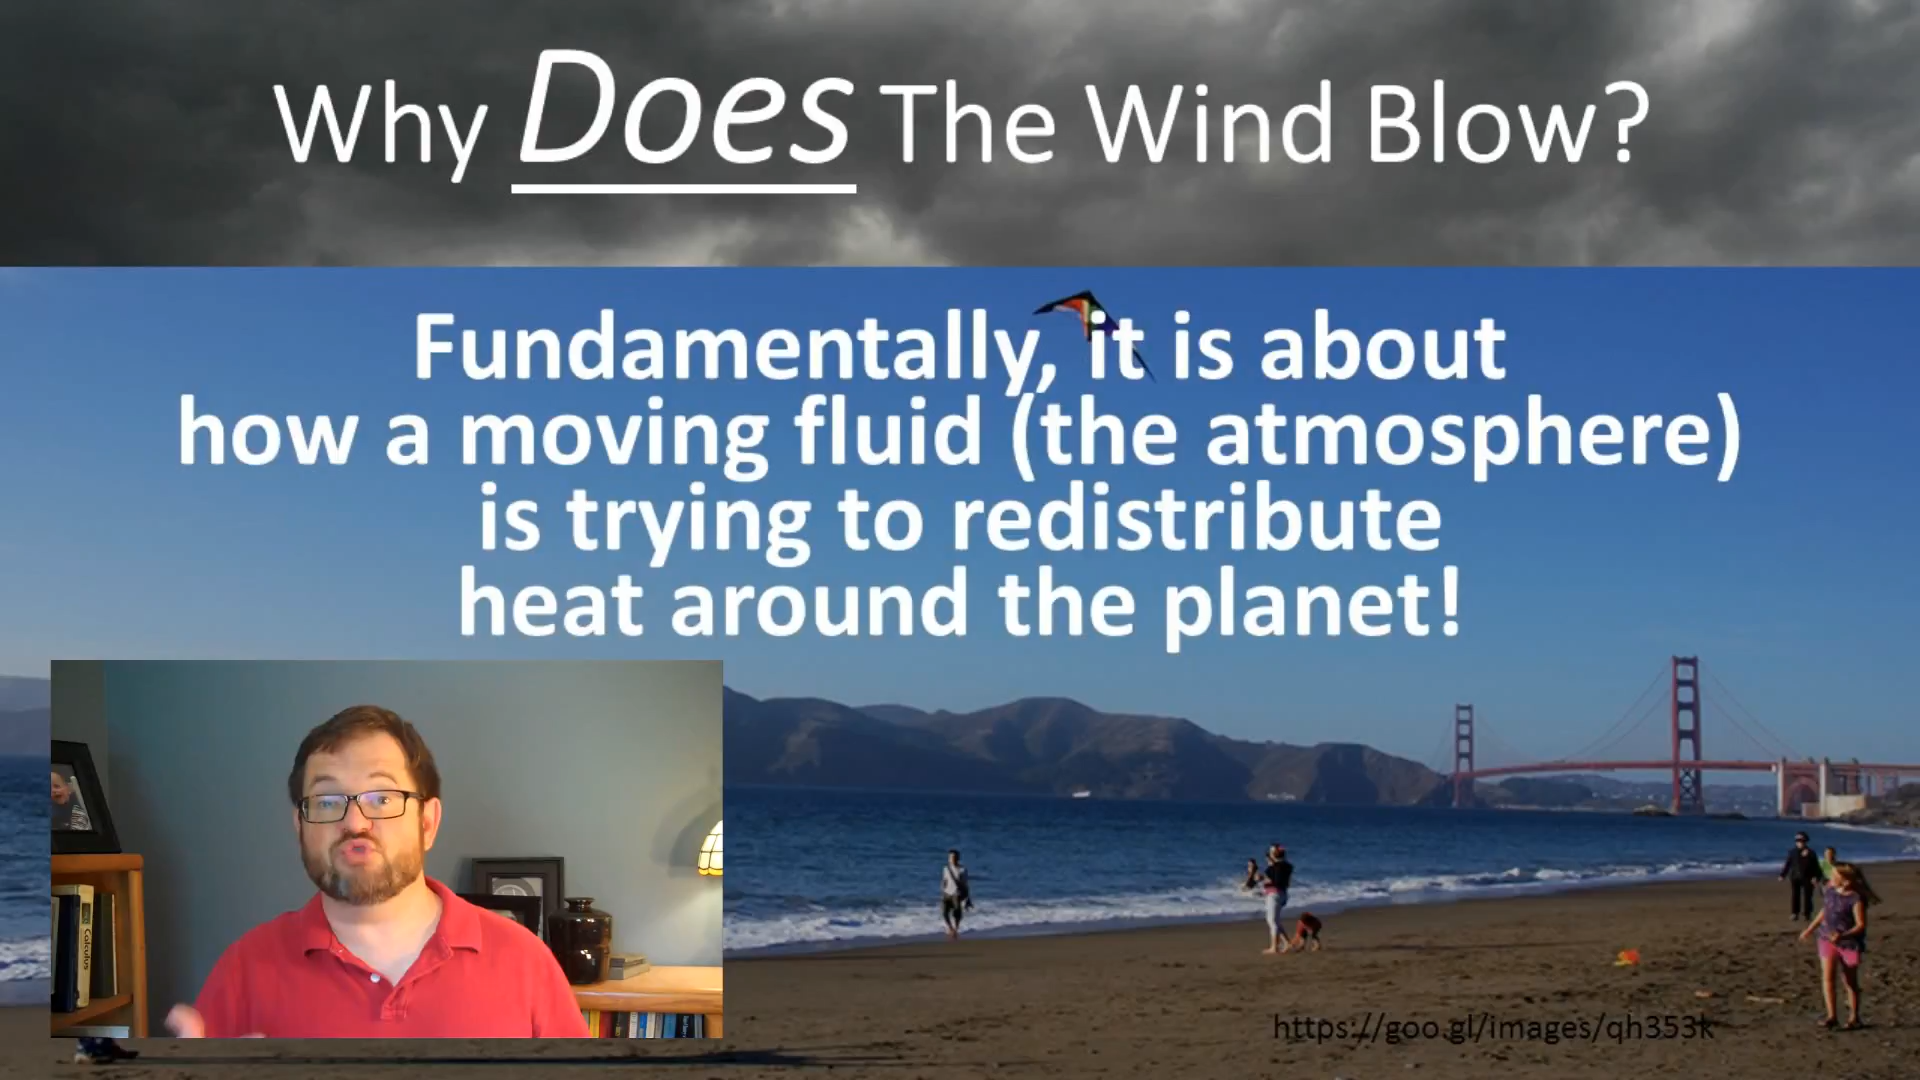 Why Does The Wind Blow?
Fundamentally, it is about
how a moving fluid (the atmosphere)
is trying to redistribute
heat around the planet!
Calculus
https://goo.gl/images/qh353k